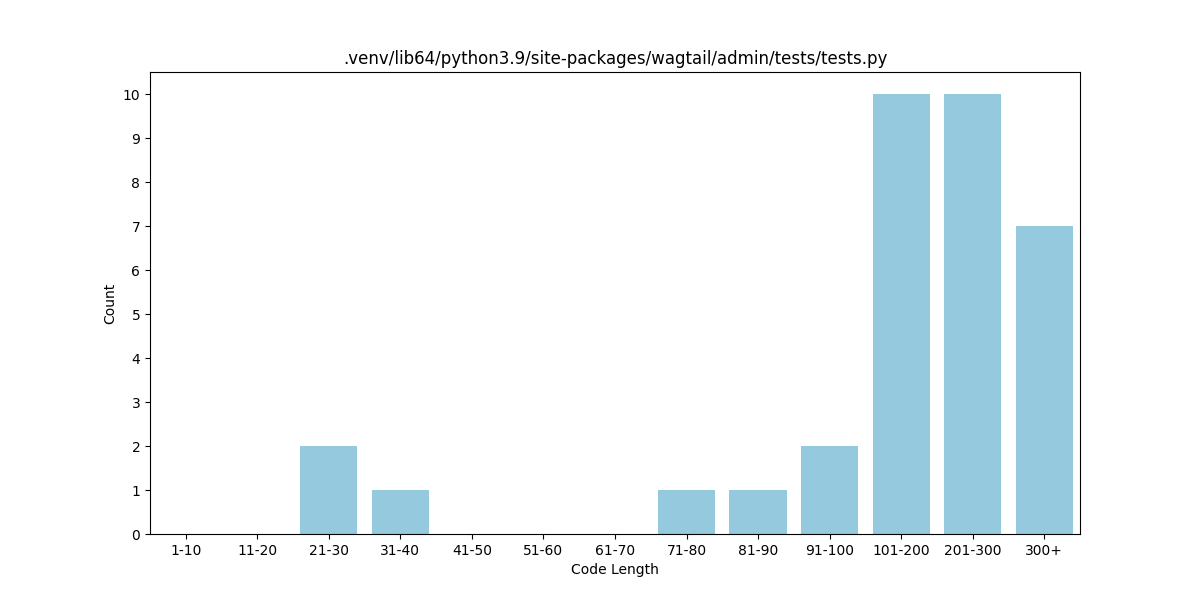 .venv/lib64/python3.9/site-packages/wagtail/admin/tests/tests.py
10
9
8
7
6
5
4
3
2
1
0
Count
1-10 11-20 21-30 31-40 41-50 51-60 61-70 71-80 81-90 91-100 101-200 201-300 300+
Code Length